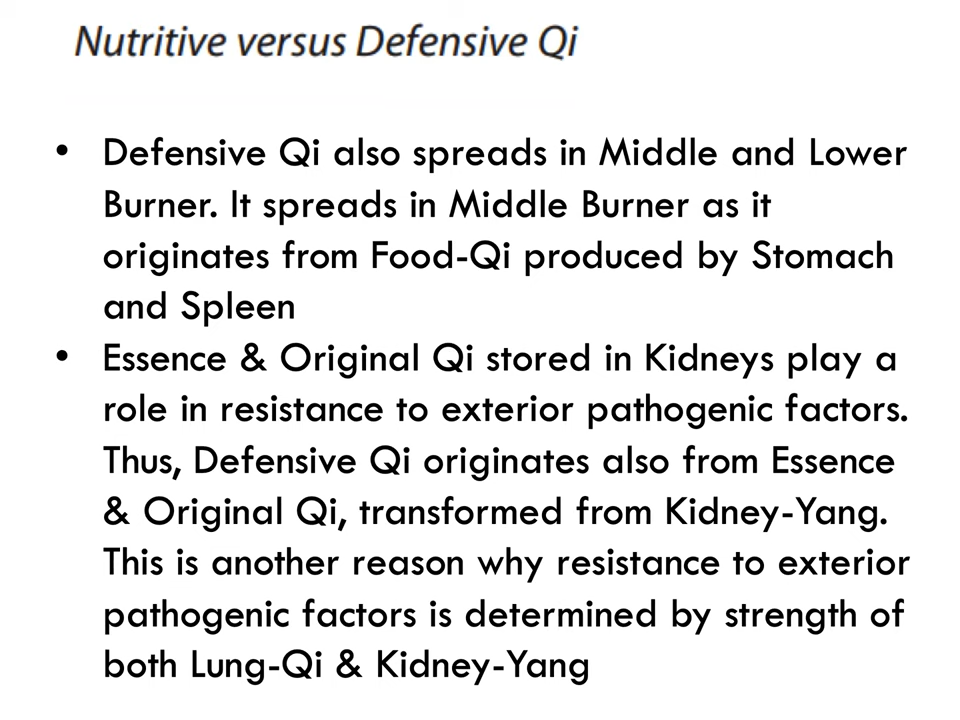 Nutritive versus Defensive Qi
• Defensive Qi also spreads in Middle and Lower
Burner. It spreads in Middle Burner as it
originates from Food-Qi produced by Stomach
and Spleen
• Essence & Original Qi stored in Kidneys play a
role in resistance to exterior pathogenic factors.
Thus, Defensive Qi originates also from Essence
& Original Qi, transformed from Kidney-Yang.
This is another reason why resistance to exterior
pathogenic factors is determined by strength of
both Lung-Qi & Kidney-Yang